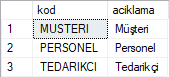 kod aciklama
1 MUSTERI Müşteri
2 PERSONEL Personel
3 TEDARIKCI Tedarikçi